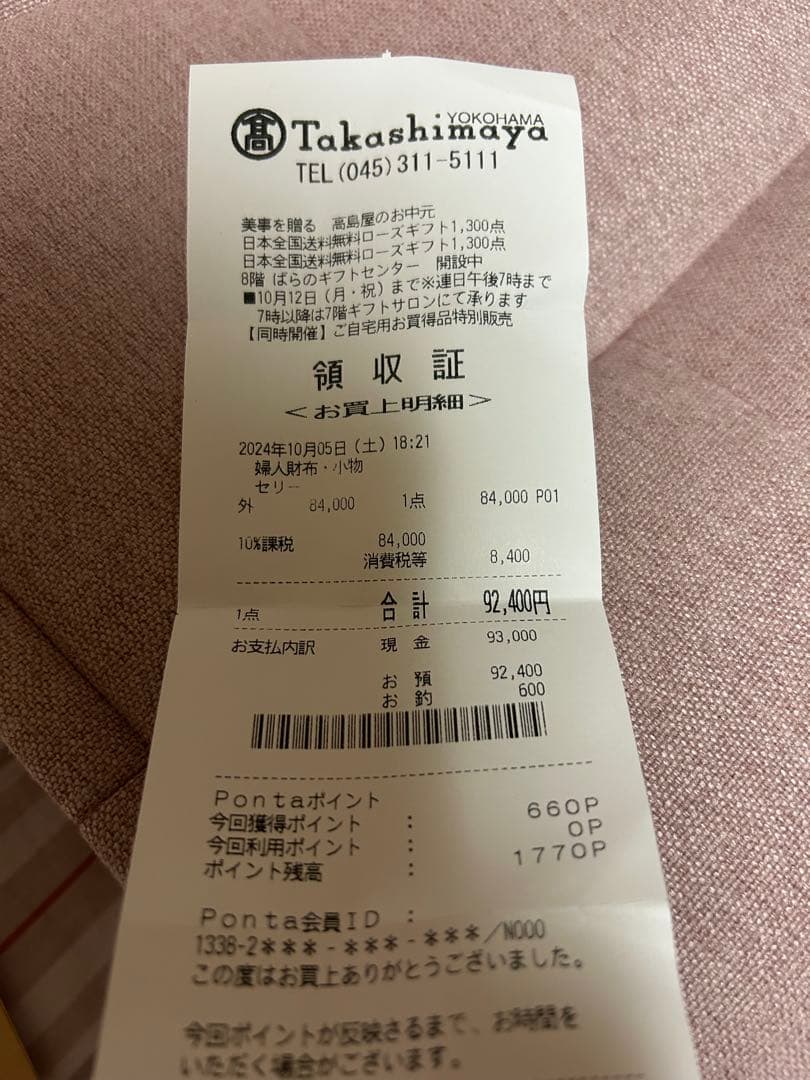 髙 Takashimaya YOKOHAMA
TEL(045)311-5111
美事を贈る 高島屋のお中元
日本全国送料無料ローズギフト1,300点
日本全国送料無料ローズギフト1,300点
8階 ばらのギフトセンター 開設中
■10月12日(月・祝)まで※連日午後7時まで
7時以降は7階ギフトサロンにて承ります
【同時開催】ご自宅用お買得品特別販売
領収証
<お買上明細>
2024年10月05日(土)18:21
婦人財布・小物
セリー
外 84,000 1点 84,000 P01
10%課税 84,000
消費税等 8,400
1点 合計 92,400円
お支払内訳 現金 93,000
お預 92,400
お釣 600
Pontaポイント
今回獲得ポイント : 660P
今回利用ポイント : 0P
ポイント残高 : 1770P
Ponta会員ID :
1338-2***-***-***/N000
この度はお買上ありがとうございました。
今回ポイントが反映さるまで、お時間を
いただく場合がございます。